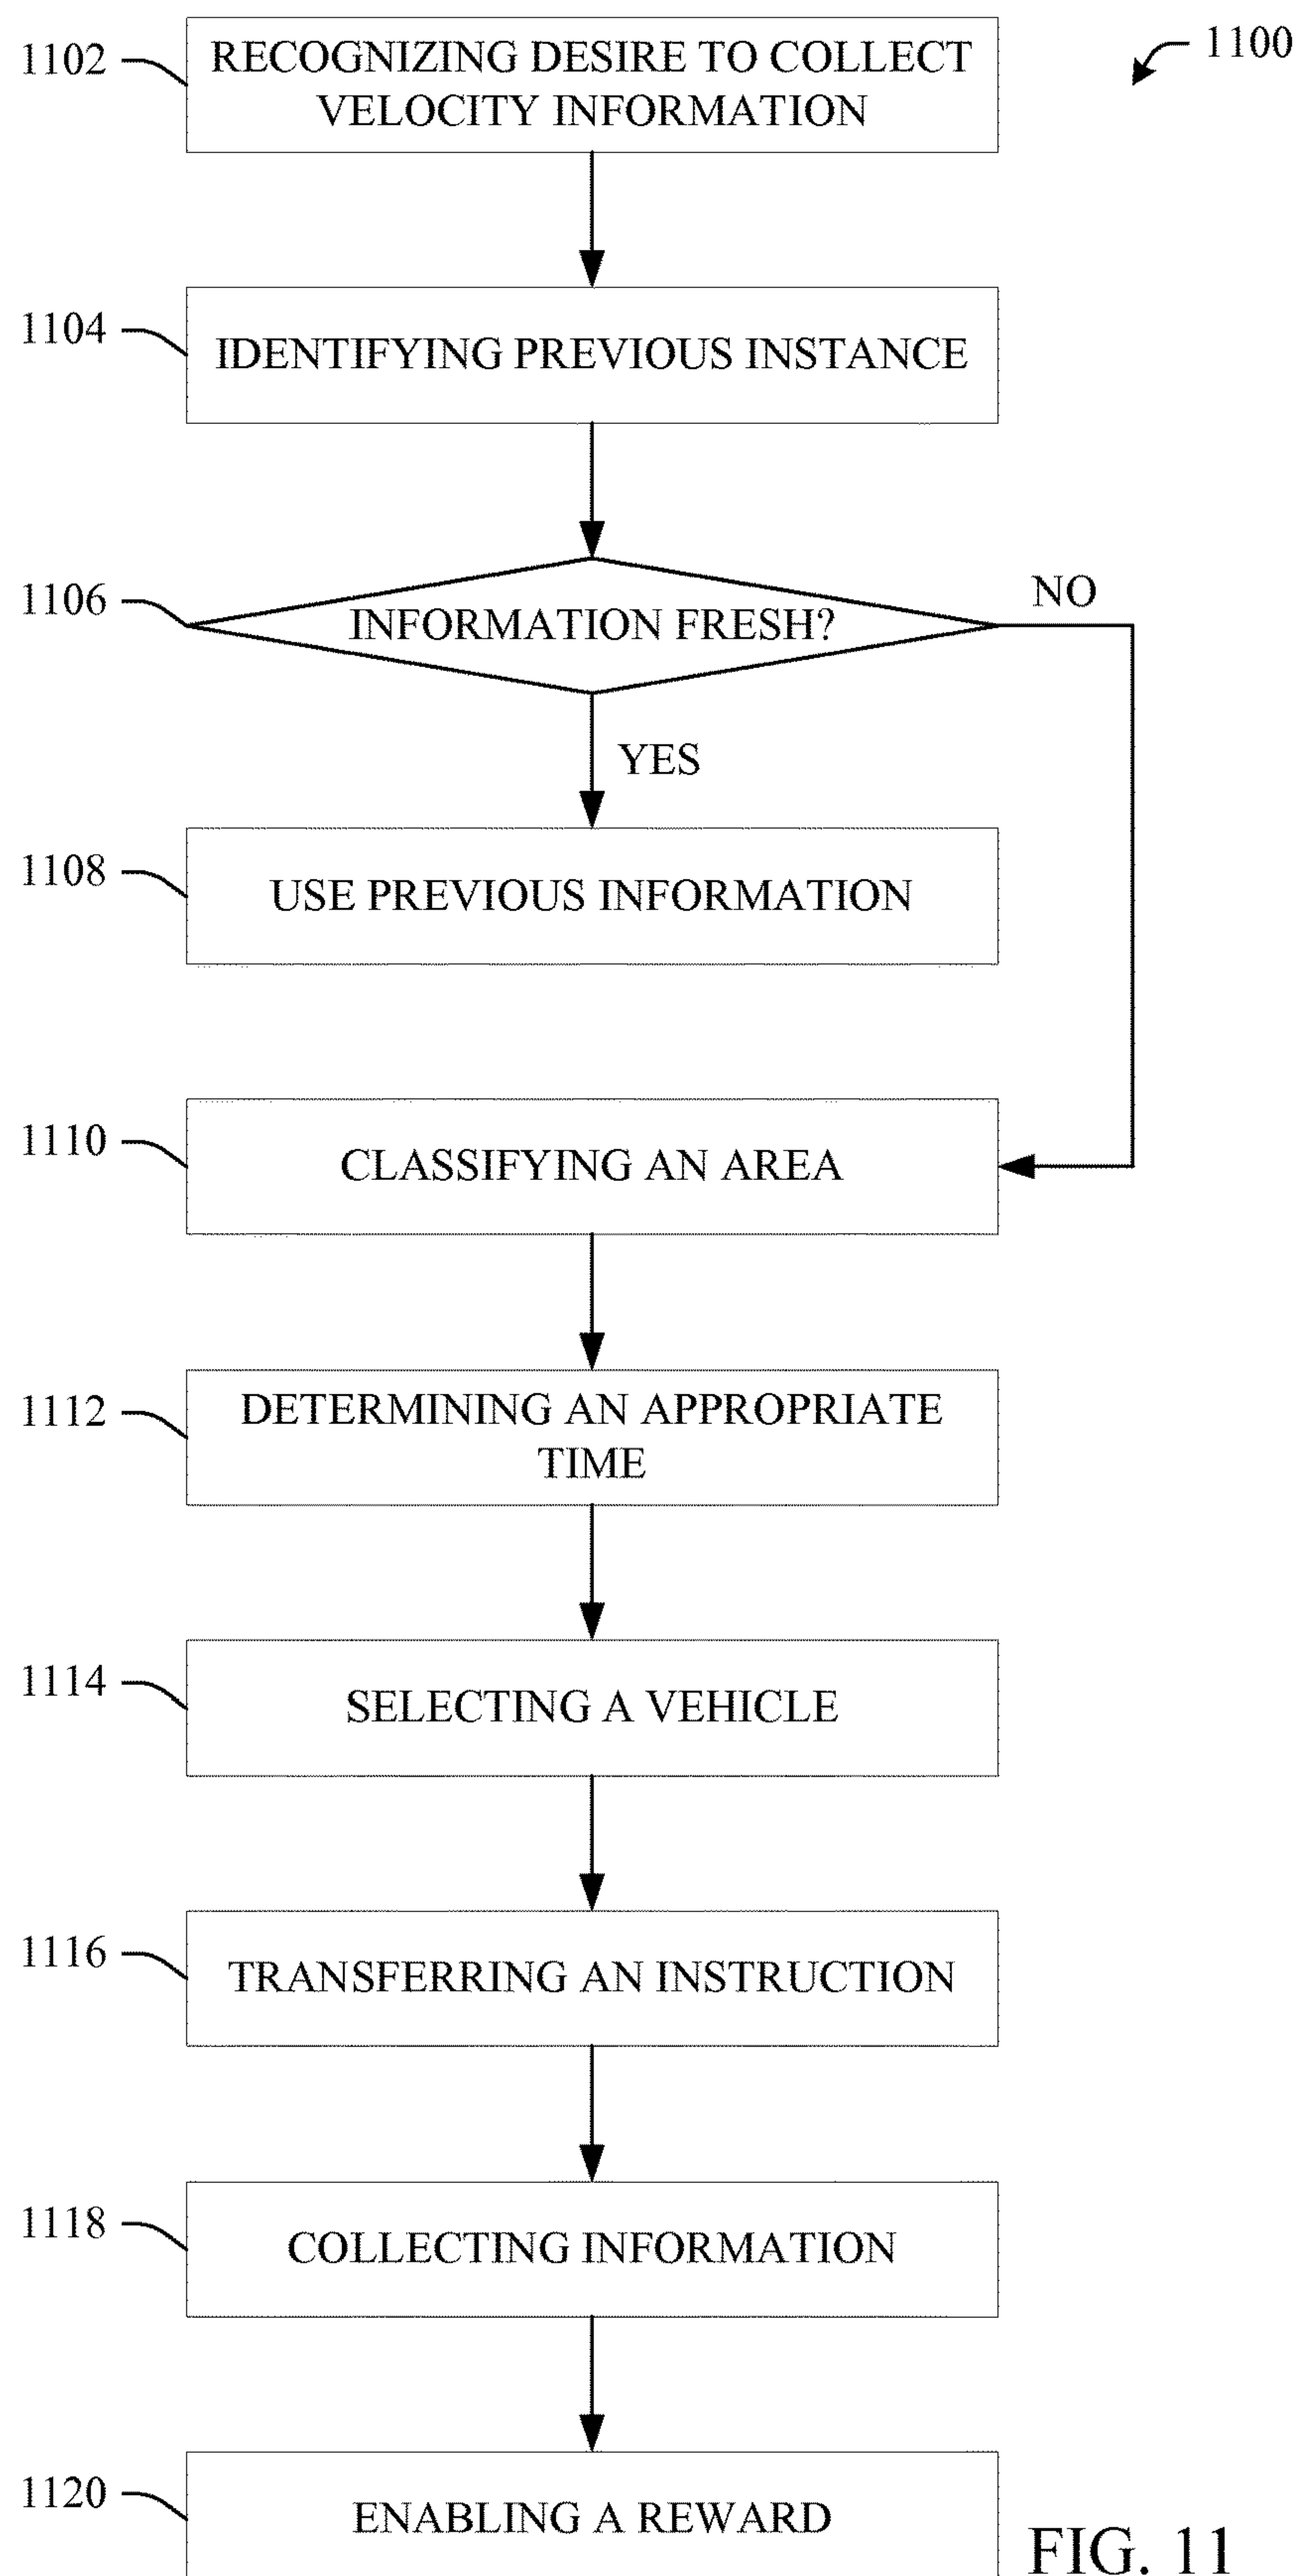 1100
1102
RECOGNIZING DESIRE TO COLLECT
VELOCITY INFORMATION
1104
IDENTIFYING PREVIOUS INSTANCE
1106
INFORMATION FRESH?
NO
YES
1108
USE PREVIOUS INFORMATION
1110
CLASSIFYING AN AREA
1112
DETERMINING AN APPROPRIATE
TIME
1114
SELECTING A VEHICLE
1116
TRANSFERRING AN INSTRUCTION
1118
COLLECTING INFORMATION
1120
ENABLING A REWARD
FIG. 11